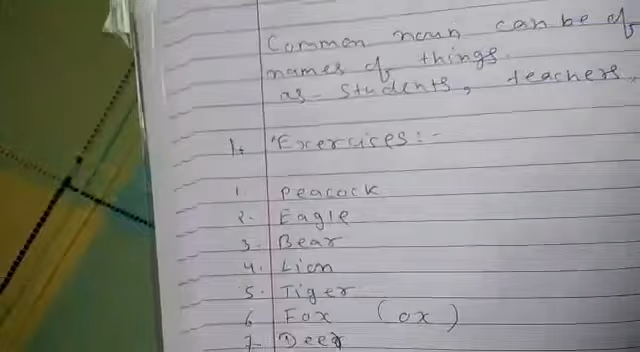 Common noun can be of
names of things.
as - students, teachers,
1. Exercises:-
1. Peacock
2. Eagle
3. Bear
4. Lion
5. Tiger
6 Fox (ox)
7. Deer